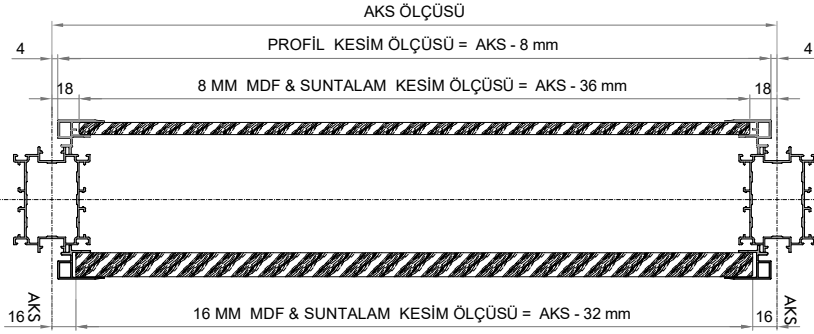 AKS ÖLÇÜSÜ
4 PROFİL KESİM ÖLÇÜSÜ = AKS - 8 mm 4
18 8 MM MDF & SUNTALAM KESİM ÖLÇÜSÜ = AKS - 36 mm 18
16 AKS 16 MM MDF & SUNTALAM KESİM ÖLÇÜSÜ = AKS - 32 mm 16 AKS